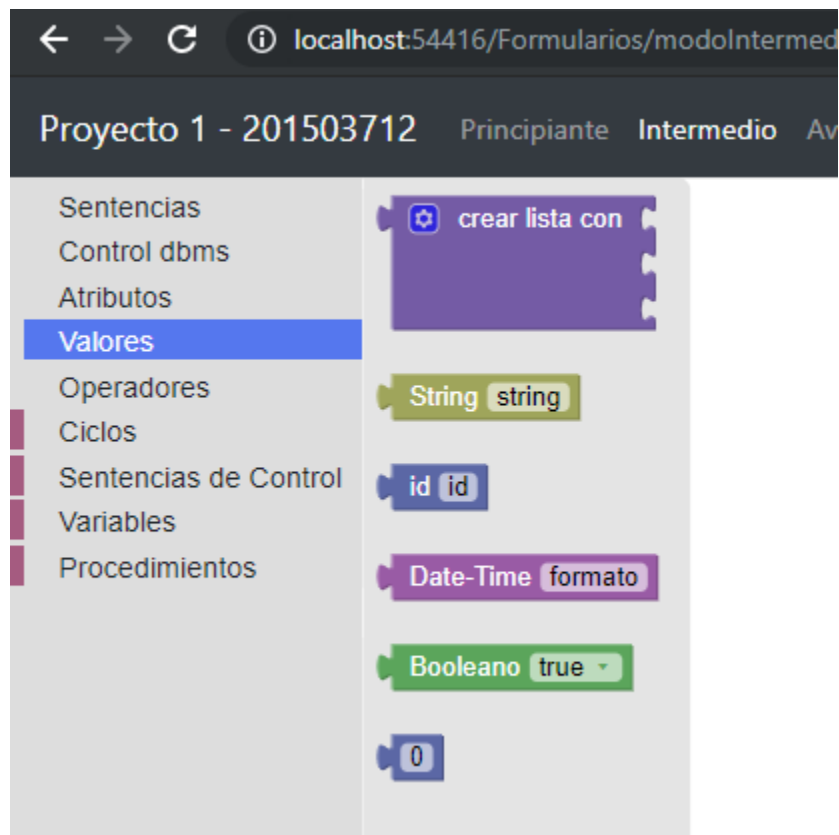 localhost:54416/Formularios/modoIntermed
Proyecto 1 - 201503712 Principiante Intermedio Av
Sentencias
Control dbms
Atributos
Valores
Operadores
Ciclos
Sentencias de Control
Variables
Procedimientos
crear lista con
String string
id id
Date-Time formato
Booleano true
0